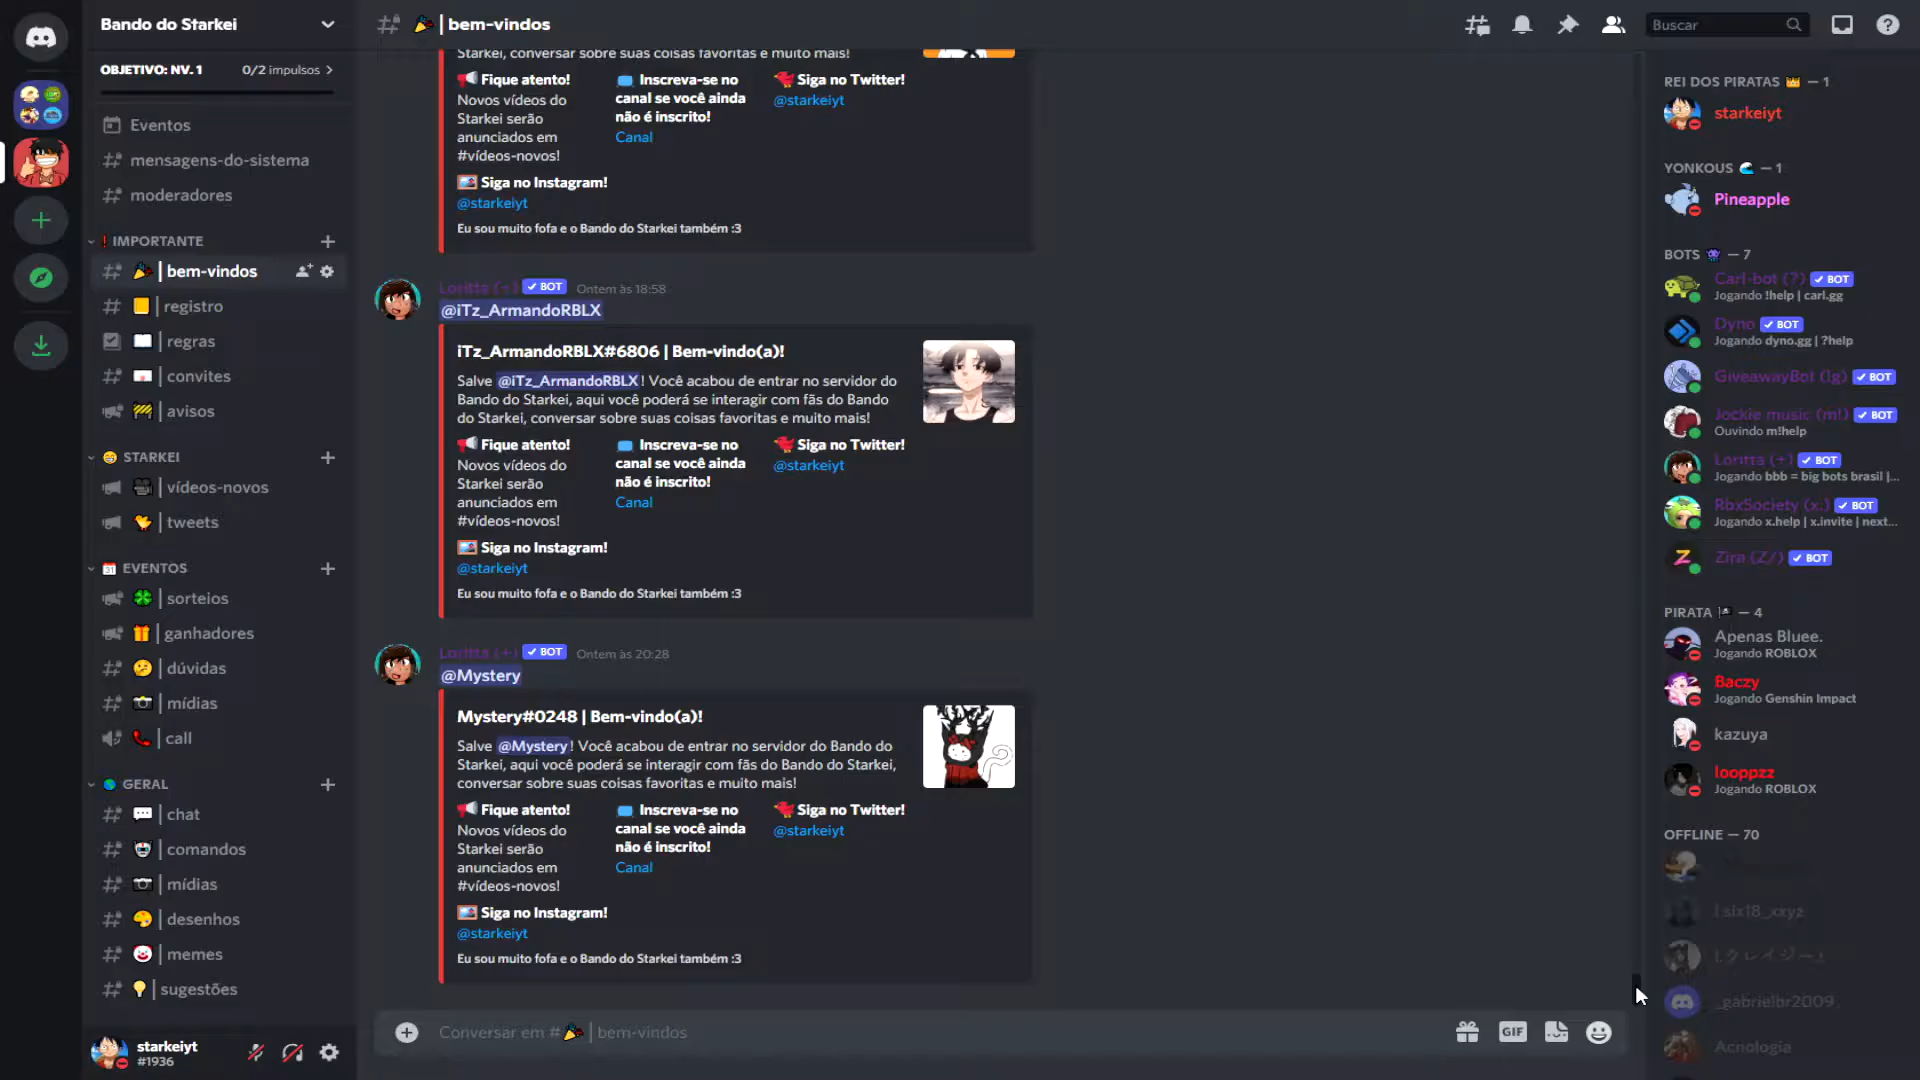 Bando do Starkei
OBJETIVO: NV. 1 0/2 impulsos
Eventos
mensagens-do-sistema
moderadores
IMPORTANTE
| bem-vindos
| registro
| regras
| convites
| avisos
STARKEI
| vídeos-novos
| tweets
EVENTOS
| sorteios
| ganhadores
| dúvidas
| mídias
| call
GERAL
| chat
| comandos
| mídias
| desenhos
| memes
| sugestões
starkeiyt
#1936
| bem-vindos
Starkei, conversar sobre suas coisas favoritas e muito mais!
Fique atento!
Novos vídeos do
Starkei serão
anunciados em
#vídeos-novos!
Inscreva-se no
canal se você ainda
não é inscrito!
Canal
Siga no Twitter!
@starkeiyt
Siga no Instagram!
@starkeiyt
Eu sou muito fofa e o Bando do Starkei também :3
Loritta (+) BOT Ontem às 18:58
@iTz_ArmandoRBLX
iTz_ArmandoRBLX#6806 | Bem-vindo(a)!
Salve @iTz_ArmandoRBLX! Você acabou de entrar no servidor do
Bando do Starkei, aqui você poderá se interagir com fãs do Bando
do Starkei, conversar sobre suas coisas favoritas e muito mais!
Fique atento!
Novos vídeos do
Starkei serão
anunciados em
#vídeos-novos!
Inscreva-se no
canal se você ainda
não é inscrito!
Canal
Siga no Twitter!
@starkeiyt
Siga no Instagram!
@starkeiyt
Eu sou muito fofa e o Bando do Starkei também :3
Loritta (+) BOT Ontem às 20:28
@Mystery
Mystery#0248 | Bem-vindo(a)!
Salve @Mystery! Você acabou de entrar no servidor do Bando do
Starkei, aqui você poderá se interagir com fãs do Bando do Starkei,
conversar sobre suas coisas favoritas e muito mais!
Fique atento!
Novos vídeos do
Starkei serão
anunciados em
#vídeos-novos!
Inscreva-se no
canal se você ainda
não é inscrito!
Canal
Siga no Twitter!
@starkeiyt
Siga no Instagram!
@starkeiyt
Eu sou muito fofa e o Bando do Starkei também :3
Conversar em # | bem-vindos
GIF
Buscar
REI DOS PIRATAS — 1
starkeiyt
YONKOUS — 1
Pineapple
BOTS — 7
Carl-bot (?) BOT
Jogando !help | carl.gg
Dyno BOT
Jogando dyno.gg | ?help
GiveawayBot (!g) BOT
Jockie music (m!) BOT
Ouvindo m!help
Loritta (+) BOT
Jogando bbb = big bots brasil |...
RbxSociety (x.) BOT
Jogando x.help | x.invite | next...
Zira (Z/) BOT
PIRATA — 4
Apenas Bluee.
Jogando ROBLOX
Baczy
Jogando Genshin Impact
kazuya
looppzz
Jogando ROBLOX
OFFLINE — 70
_gabrielbr2009
Acnologia